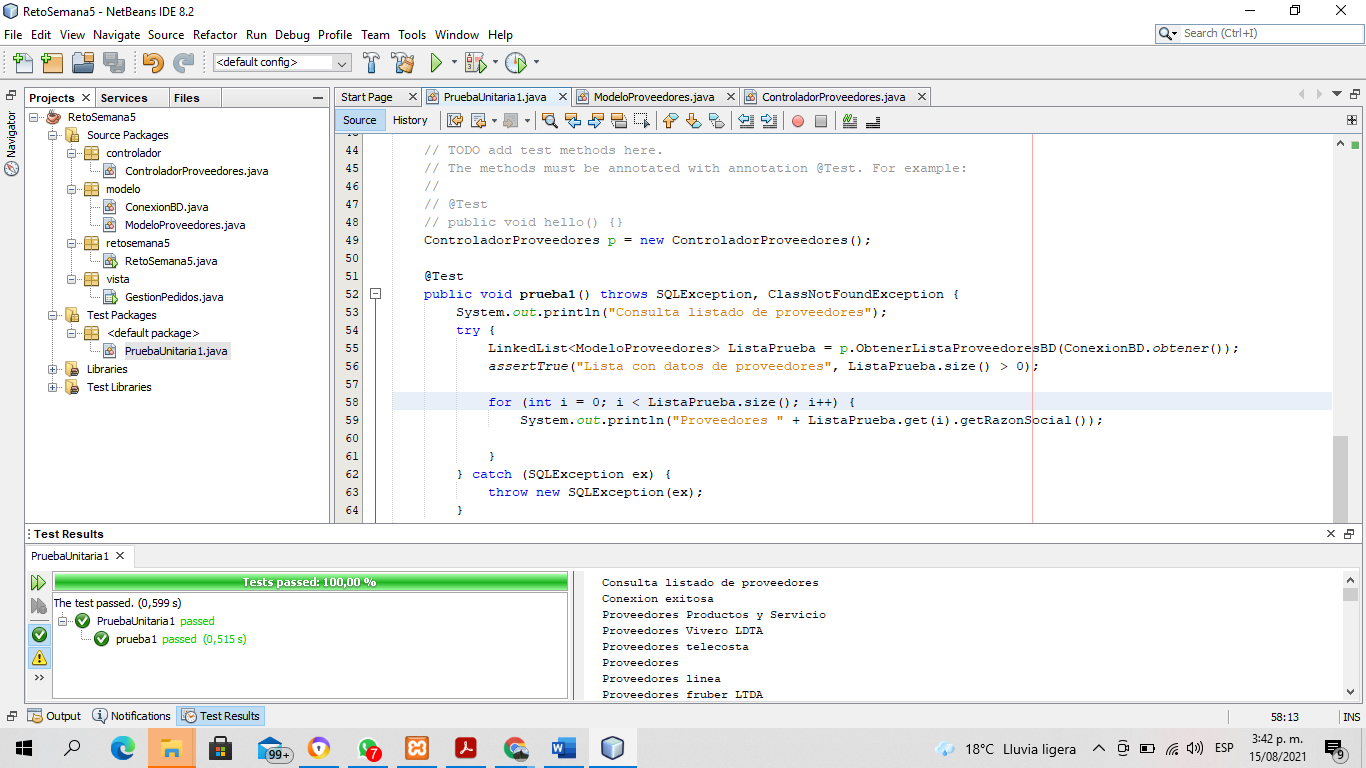 RetoSemana5 - NetBeans IDE 8.2
File Edit View Navigate Source Refactor Run Debug Profile Team Tools Window Help
Search (Ctrl+I)
<default config>
Projects Services Files
Navigator
RetoSemana5
Source Packages
controlador
ControladorProveedores.java
modelo
ConexionBD.java
ModeloProveedores.java
retosemana5
RetoSemana5.java
vista
GestionPedidos.java
Test Packages
<default package>
PruebaUnitaria1.java
Libraries
Test Libraries
Start Page PruebaUnitaria1.java ModeloProveedores.java ControladorProveedores.java
Source History
44 // TODO add test methods here.
45 // The methods must be annotated with annotation @Test. For example:
46 //
47 // @Test
48 // public void hello() {}
49 ControladorProveedores p = new ControladorProveedores();
50
51 @Test
52 public void prueba1() throws SQLException, ClassNotFoundException {
53 System.out.println("Consulta listado de proveedores");
54 try {
55 LinkedList<ModeloProveedores> ListaPrueba = p.ObtenerListaProveedoresBD(ConexionBD.obtener());
56 assertTrue("Lista con datos de proveedores", ListaPrueba.size() > 0);
57
58 for (int i = 0; i < ListaPrueba.size(); i++) {
59 System.out.println("Proveedores " + ListaPrueba.get(i).getRazonSocial());
60
61 }
62 } catch (SQLException ex) {
63 throw new SQLException(ex);
64 }
Test Results
PruebaUnitaria1
Tests passed: 100,00 %
The test passed. (0,599 s)
PruebaUnitaria1 passed
prueba1 passed (0,515 s)
Consulta listado de proveedores
Conexion exitosa
Proveedores Productos y Servicio
Proveedores Vivero LDTA
Proveedores telecosta
Proveedores
Proveedores linea
Proveedores fruber LTDA
Output Notifications Test Results
58:13 INS
99+
7
18°C Lluvia ligera
ESP
3:42 p. m.
15/08/2021
9